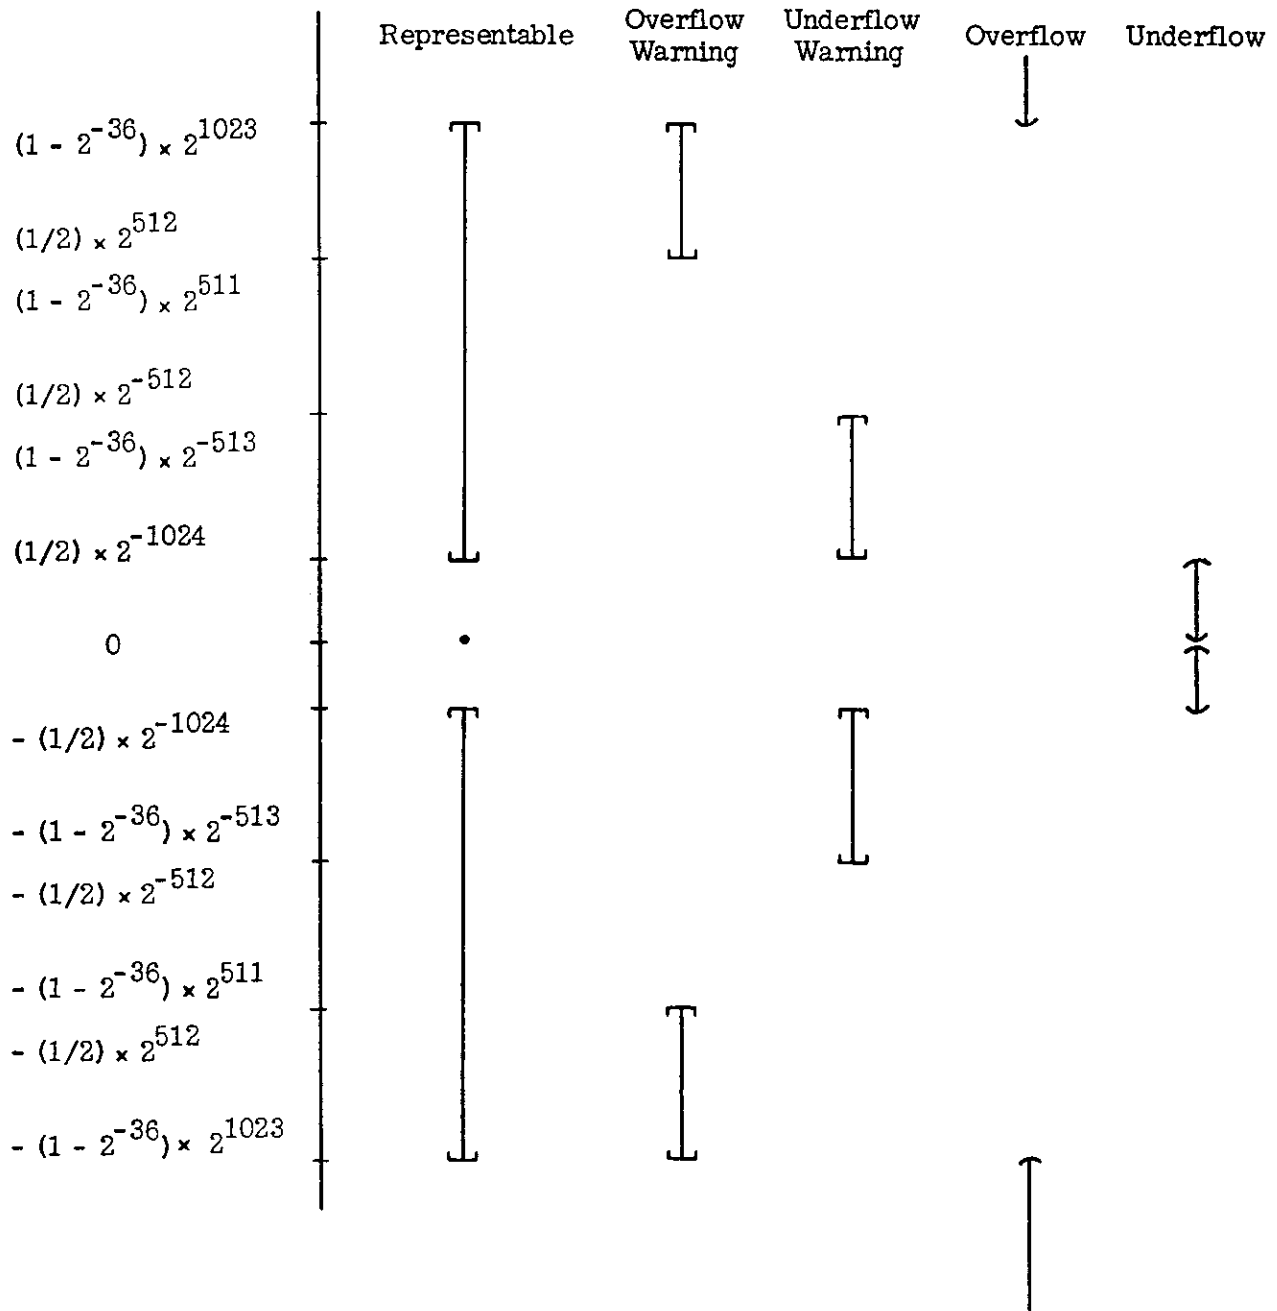 Representable
Overflow Warning
Underflow Warning
Overflow
Underflow
(1 - 2^-36) × 2^1023
(1/2) × 2^512
(1 - 2^-36) × 2^511
(1/2) × 2^-512
(1 - 2^-36) × 2^-513
(1/2) × 2^-1024
0
- (1/2) × 2^-1024
- (1 - 2^-36) × 2^-513
- (1/2) × 2^-512
- (1 - 2^-36) × 2^511
- (1/2) × 2^512
- (1 - 2^-36) × 2^1023